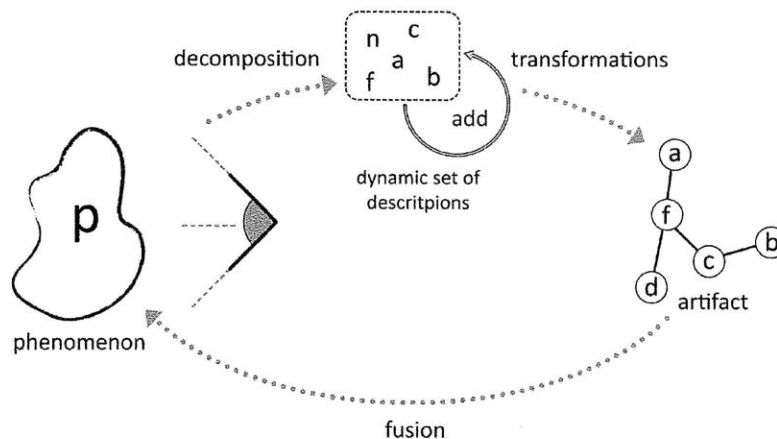 decomposition
n c
a
f b
transformations
add
dynamic set of
descritpions
p
phenomenon
a
f
b
c
d
artifact
fusion